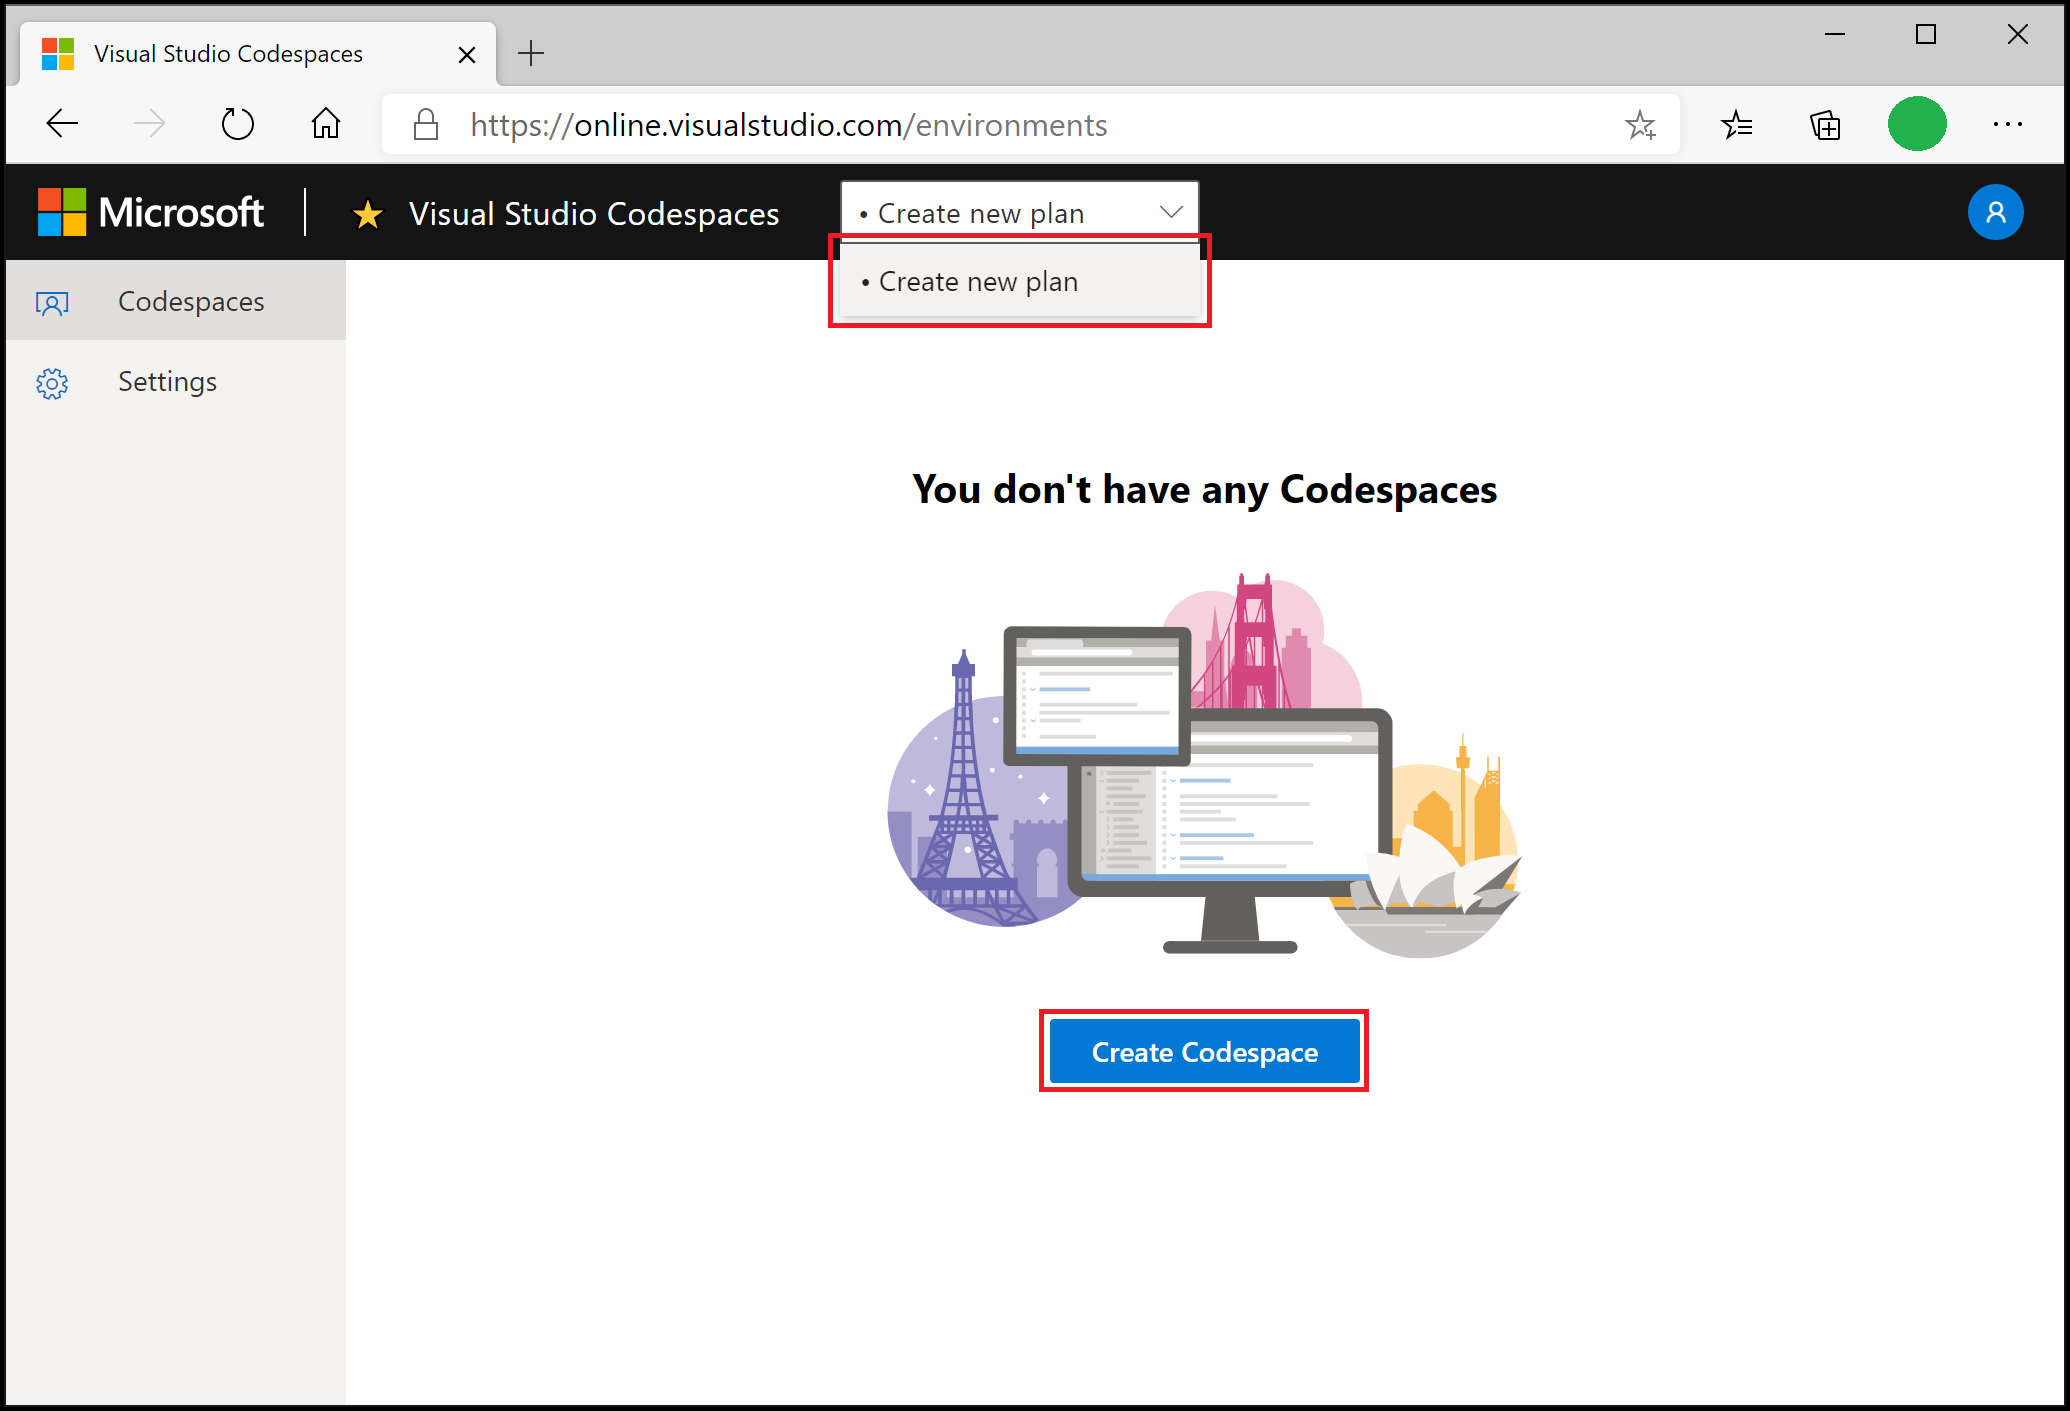 Visual Studio Codespaces
https://online.visualstudio.com/environments
Microsoft
Visual Studio Codespaces
• Create new plan
• Create new plan
Codespaces
Settings
You don't have any Codespaces
Create Codespace